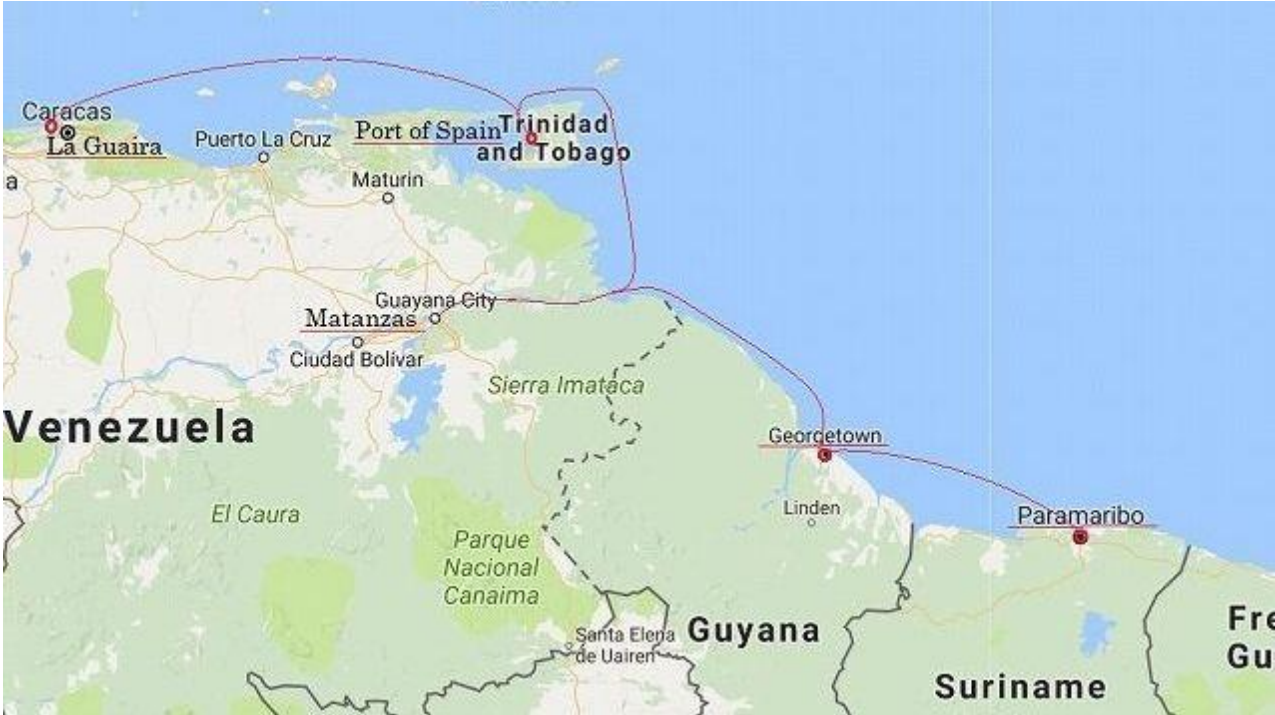 Caracas
La Guaira
a
Puerto La Cruz
Port of Spain
Trinidad
and Tobago
Maturin
Guayana City
Matanzas
Ciudad Bolívar
Sierra Imataca
Venezuela
Georgetown
El Caura
Linden
Paramaribo
Parque
Nacional
Canaima
Santa Elena
de Uairen
Guyana
Fre
Gu
Suriname